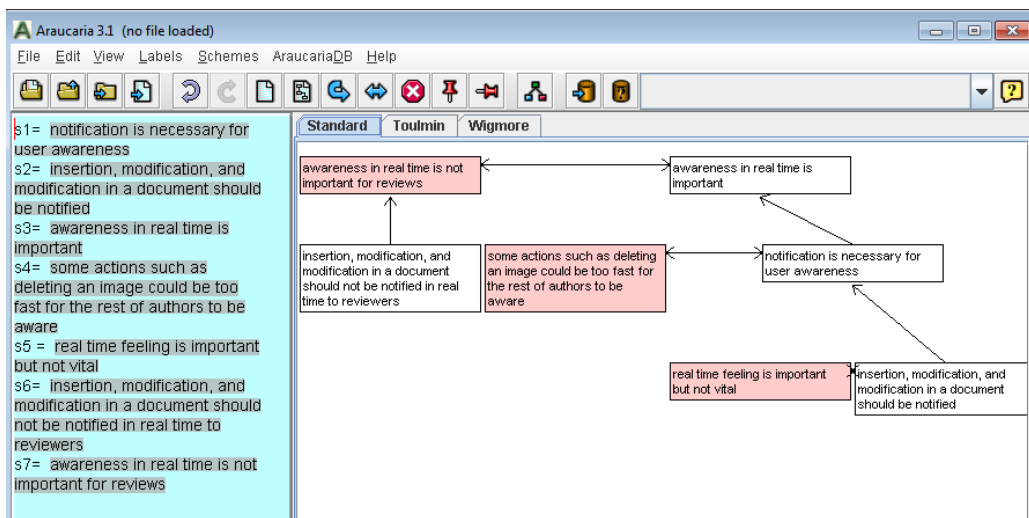 Araucaria 3.1 (no file loaded)
File Edit View Labels Schemes AraucariaDB Help
s1= notification is necessary for
user awareness
s2= insertion, modification, and
modification in a document should
be notified
s3= awareness in real time is
important
s4= some actions such as
deleting an image could be too
fast for the rest of authors to be
aware
s5 = real time feeling is important
but not vital
s6= insertion, modification, and
modification in a document should
not be notified in real time to
reviewers
s7= awareness in real time is not
important for reviews
Standard Toulmin Wigmore
awareness in real time is not
important for reviews
awareness in real time is
important
insertion, modification, and
modification in a document
should not be notified in real
time to reviewers
some actions such as deleting
an image could be too fast for
the rest of authors to be
aware
notification is necessary for
user awareness
real time feeling is important
but not vital
insertion, modification, and
modification in a document
should be notified